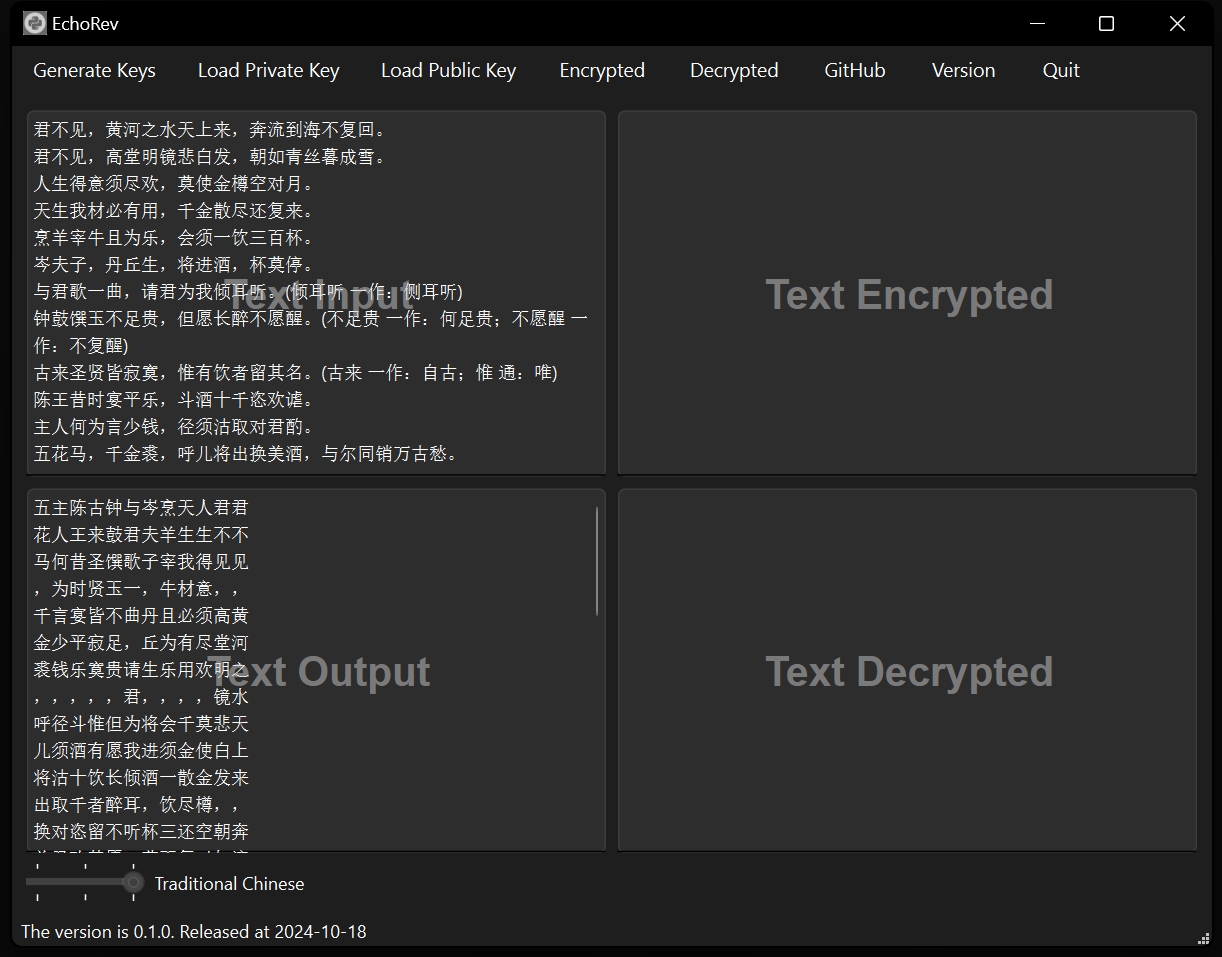 EchoRev
Generate Keys Load Private Key Load Public Key Encrypted Decrypted GitHub Version Quit
君不见，黄河之水天上来，奔流到海不复回。
君不见，高堂明镜悲白发，朝如青丝暮成雪。
人生得意须尽欢，莫使金樽空对月。
天生我材必有用，千金散尽还复来。
烹羊宰牛且为乐，会须一饮三百杯。
岑夫子，丹丘生，将进酒，杯莫停。
与君歌一曲，请君为我倾耳听。(倾耳听 一作：侧耳听)
钟鼓馔玉不足贵，但愿长醉不愿醒。(不足贵 一作：何足贵；不愿醒 一
作：不复醒)
古来圣贤皆寂寞，惟有饮者留其名。(古来 一作：自古；惟 通：唯)
陈王昔时宴平乐，斗酒十千恣欢谑。
主人何为言少钱，径须沽取对君酌。
五花马，千金裘，呼儿将出换美酒，与尔同销万古愁。
Text Input
Text Encrypted
五主陈古钟与岑烹天人君君
花人王来鼓君夫羊生生不不
马何昔圣馔歌子宰我得见见
，为时贤玉一，牛材意，，
千言宴皆不曲丹且必须高黄
金少平寂足，丘为有尽堂河
裘钱乐寞贵请生乐用欢明之
，，，，，君，，，，镜水
呼径斗惟但为将会千莫悲天
儿须酒有愿我进须金使白上
将沽十饮长倾酒一散金发来
出取千者醉耳，饮尽樽，，
换对恣留不听杯三还空朝奔
Text Output
Text Decrypted
Traditional Chinese
The version is 0.1.0. Released at 2024-10-18